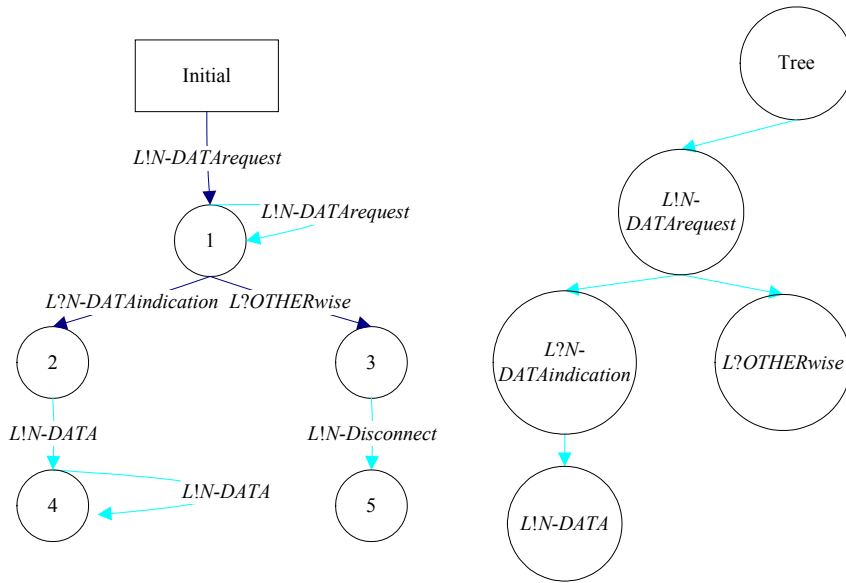 Initial
L!N-DATArequest
L!N-DATArequest
1
L?N-DATAindication
L?OTHERwise
2
3
L!N-DATA
L!N-Disconnect
4
L!N-DATA
5
Tree
L!N-
DATArequest
L?N-
DATAindication
L?OTHERwise
L!N-DATA